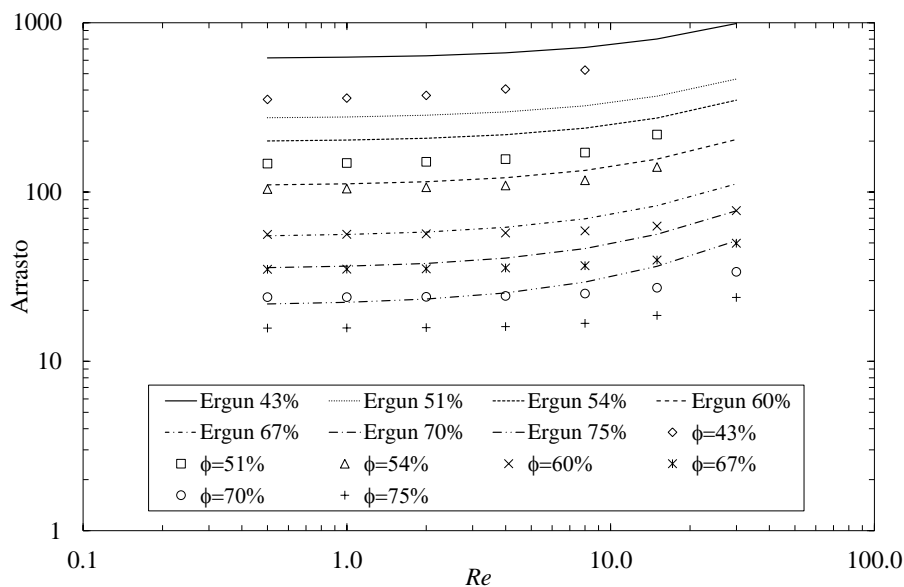 1000
100
10
1
Arrasto
Ergun 43% Ergun 51% Ergun 54% Ergun 60%
Ergun 67% Ergun 70% Ergun 75% ϕ=43%
ϕ=51% ϕ=54% ϕ=60% ϕ=67%
ϕ=70% ϕ=75%
0.1 1.0 10.0 100.0
Re